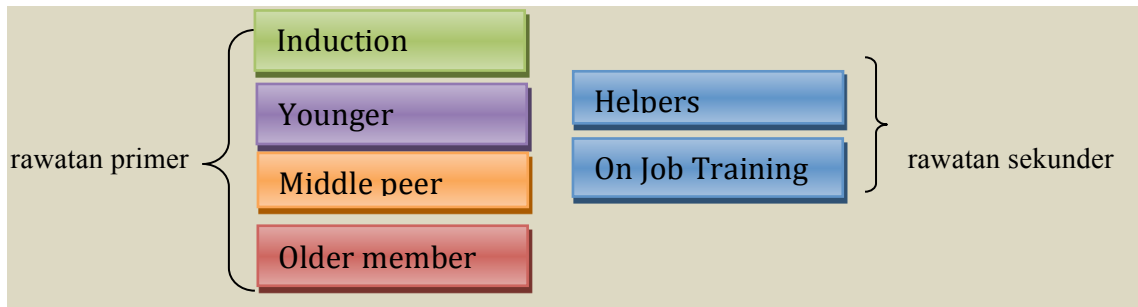 rawatan primer
Induction
Younger
Middle peer
Older member
Helpers
On Job Training
rawatan sekunder